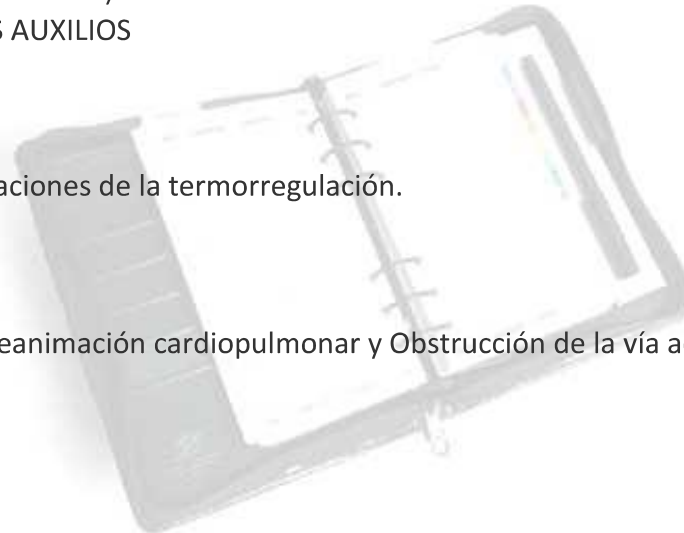 S AUXILIOS
aciones de la termorregulación.
eanimación cardiopulmonar y Obstrucción de la vía a